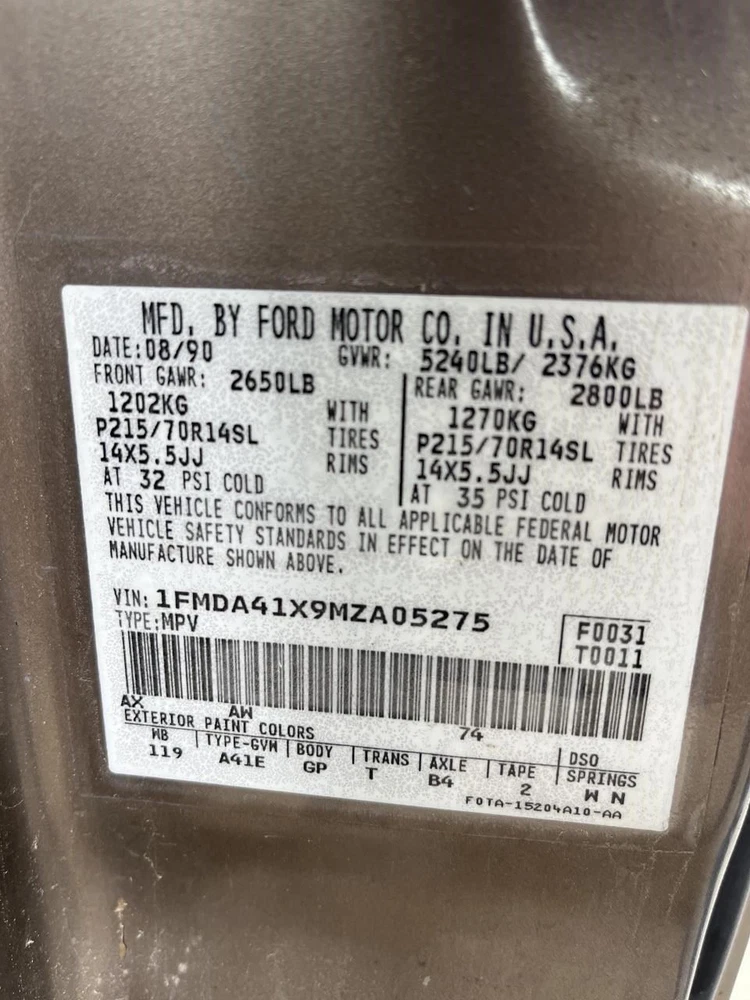 MFD. BY FORD MOTOR CO. IN U.S.A.
DATE:08/90 GVWR: 5240LB/ 2376KG
FRONT GAWR: 2650LB REAR GAWR: 2800LB
1202KG WITH 1270KG WITH
P215/70R14SL TIRES P215/70R14SL TIRES
14X5.5JJ RIMS 14X5.5JJ RIMS
AT 32 PSI COLD AT 35 PSI COLD
THIS VEHICLE CONFORMS TO ALL APPLICABLE FEDERAL MOTOR
VEHICLE SAFETY STANDARDS IN EFFECT ON THE DATE OF
MANUFACTURE SHOWN ABOVE.
VIN: 1FMDA41X9MZA05275 F0031
TYPE:MPV T0011
AX AW 74
EXTERIOR PAINT COLORS DSO
WB TYPE-GVW BODY TRANS AXLE TAPE SPRINGS
119 A41E GP T B4 2 W N
F0TA-15204A10-AA